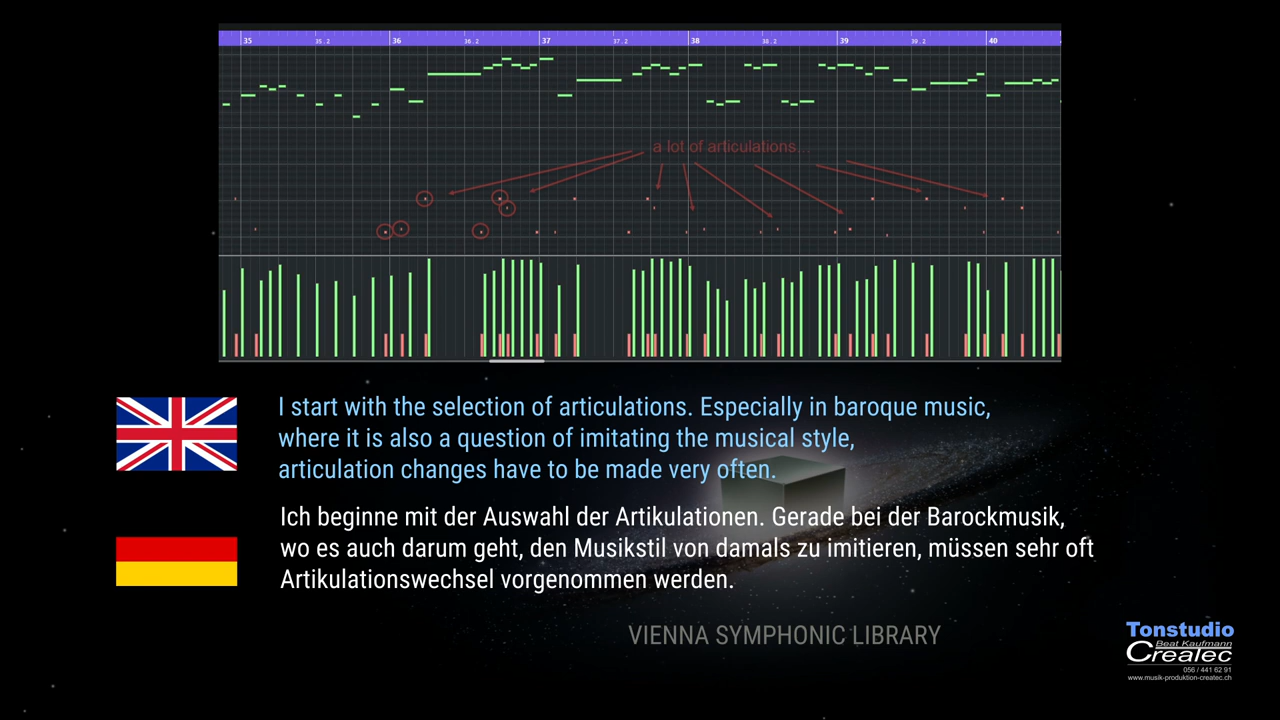 35 35.2 36 36.2 37 37.2 38 38.2 39 39.2 40
a lot of articulations...
I start with the selection of articulations. Especially in baroque music,
where it is also a question of imitating the musical style,
articulation changes have to be made very often.
Ich beginne mit der Auswahl der Artikulationen. Gerade bei der Barockmusik,
wo es auch darum geht, den Musikstil von damals zu imitieren, müssen sehr oft
Artikulationswechsel vorgenommen werden.
VIENNA SYMPHONIC LIBRARY
Tonstudio
Beat Kaufmann
Createc
056 / 441 62 91
www.musik-produktion-createc.ch